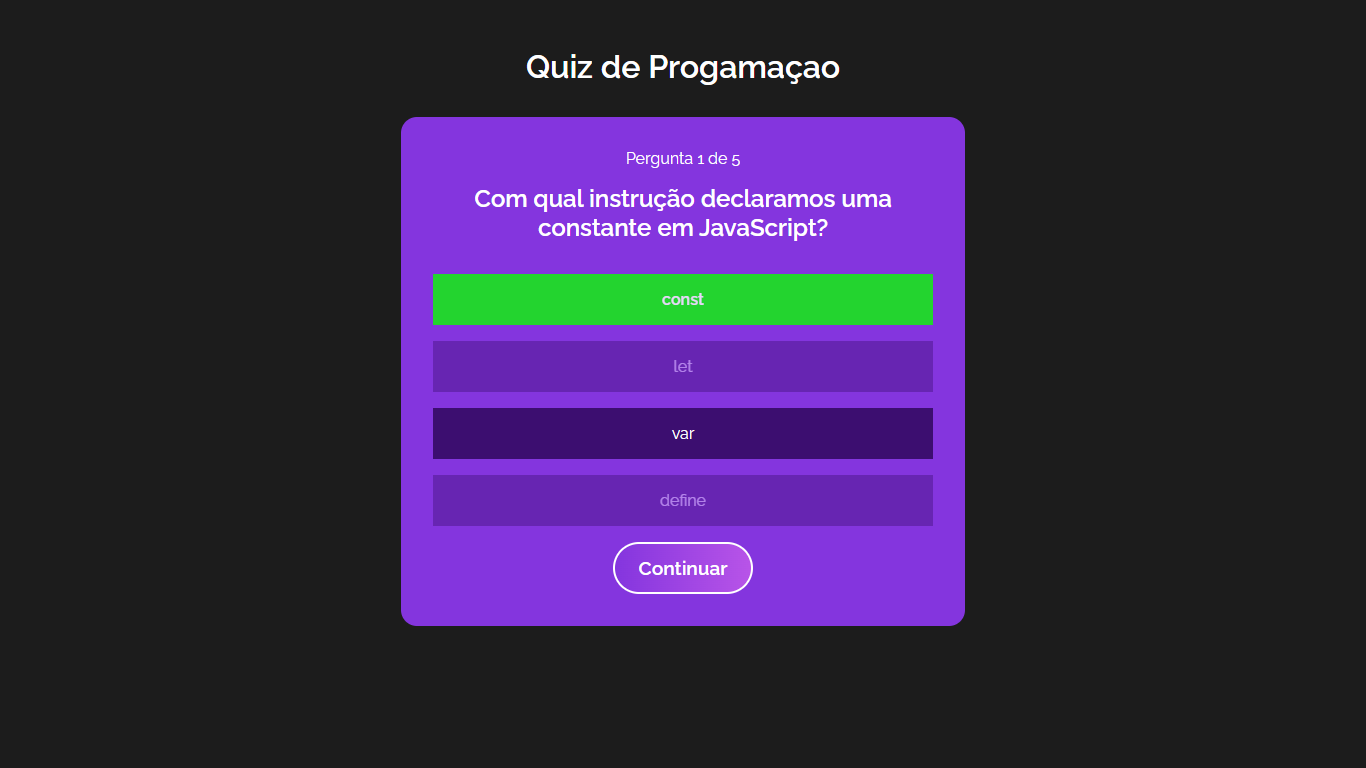 Quiz de Progamaçao
Pergunta 1 de 5
Com qual instrução declaramos uma
constante em JavaScript?
const
let
var
define
Continuar